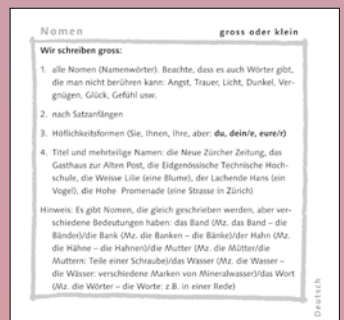 Nomen gross oder klein
Wir schreiben gross:
1. alle Nomen (Namenwörter). Beachte, dass es auch Wörter gibt,
die man nicht berühren kann: Angst, Trauer, Licht, Dunkel, Ver-
gnügen, Glück, Gefühl usw.
2. nach Satzanfängen
3. Höflichkeitsformen (Sie, Ihnen, Ihre, aber: du, dein/e, eure/r)
4. Titel und mehrteilige Namen: die Neue Zürcher Zeitung, das
Gasthaus zur Alten Post, die Eidgenössische Technische Hoch-
schule, die Weisse Lilie (eine Blume), der Lachende Hans (ein
Vogel), die Hohe Promenade (eine Strasse in Zürich)
Hinweis: Es gibt Nomen, die gleich geschrieben werden, aber ver-
schiedene Bedeutungen haben: das Band (Mz. das Band – die
Bänder)/die Bank (Mz. die Banken – die Bänke)/der Hahn (Mz.
die Hähne – die Hahnen)/die Mutter (Mz. die Mütter/die
Muttern: Teile einer Schraube)/das Wasser (Mz. die Wasser –
die Wässer: verschiedene Marken von Mineralwasser)/das Wort
(Mz. die Wörter – die Worte: z.B. in einer Rede)
Deutsch